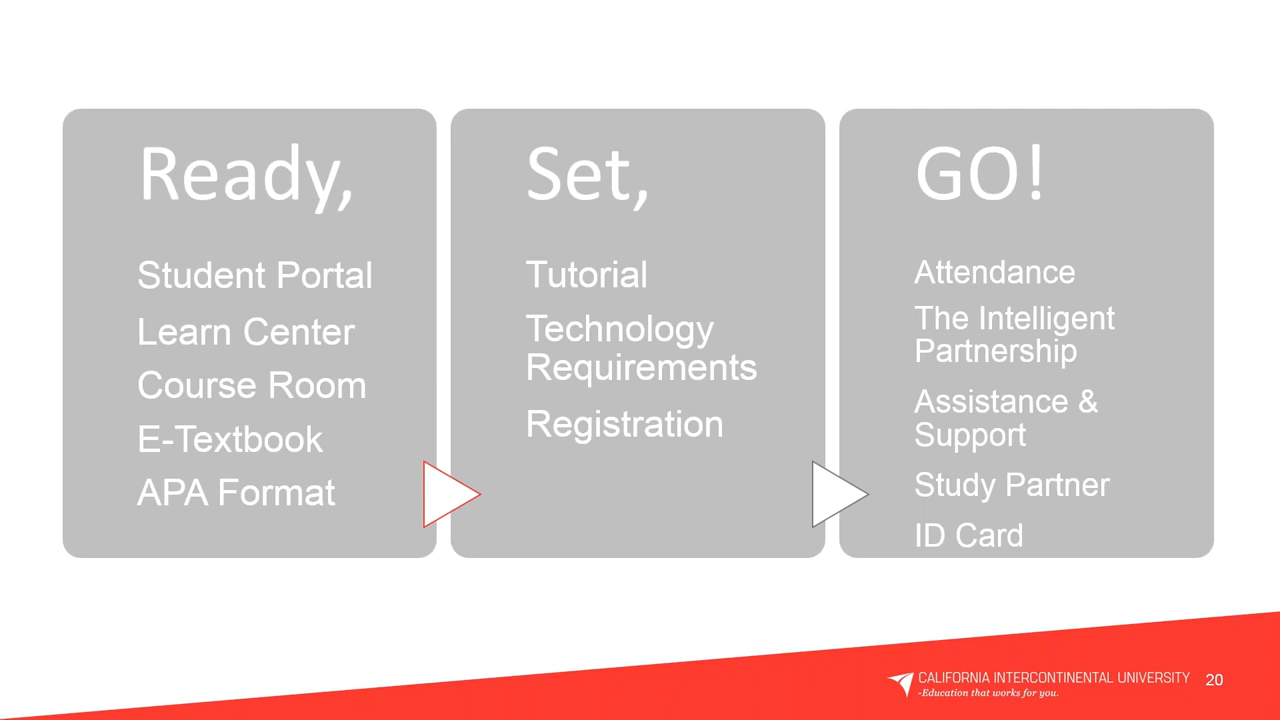 Ready,
Student Portal
Learn Center
Course Room
E-Textbook
APA Format
Set,
Tutorial
Technology
Requirements
Registration
GO!
Attendance
The Intelligent
Partnership
Assistance &
Support
Study Partner
ID Card
CALIFORNIA INTERCONTINENTAL UNIVERSITY
-Education that works for you.
20